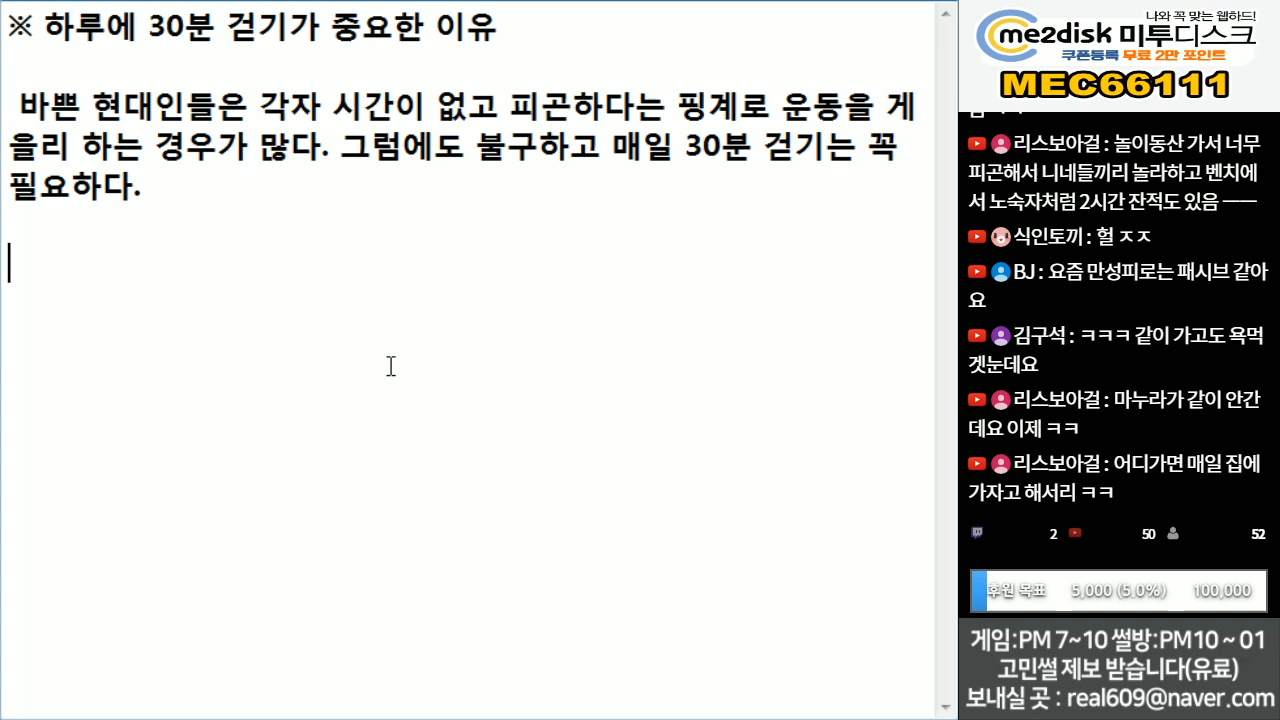 ※ 하루에 30분 걷기가 중요한 이유
바쁜 현대인들은 각자 시간이 없고 피곤하다는 핑계로 운동을 게
을리 하는 경우가 많다. 그럼에도 불구하고 매일 30분 걷기는 꼭
필요하다.
나와 꼭 맞는 웹하드!
me2disk 미투디스크
쿠폰등록 무료 2만 포인트
MEC66111
리스보아걸 : 놀이동산 가서 너무
피곤해서 니네들끼리 놀라하고 벤치에
서 노숙자처럼 2시간 잔적도 있음 ㅡㅡ
식인토끼 : 헐 ㅈㅈ
BJ : 요즘 만성피로는 패시브 같아
요
김구석 : ㅋㅋㅋ 같이 가고도 욕먹
겟눈데요
리스보아걸 : 마누라가 같이 안간
데요 이제 ㅋㅋ
리스보아걸 : 어디가면 매일 집에
가자고 해서리 ㅋㅋ
2 50 52
후원 목표 5,000 (5.0%) 100,000
게임:PM 7~10 썰방:PM10 ~ 01
고민썰 제보 받습니다(유료)
보내실 곳 : real609@naver.com